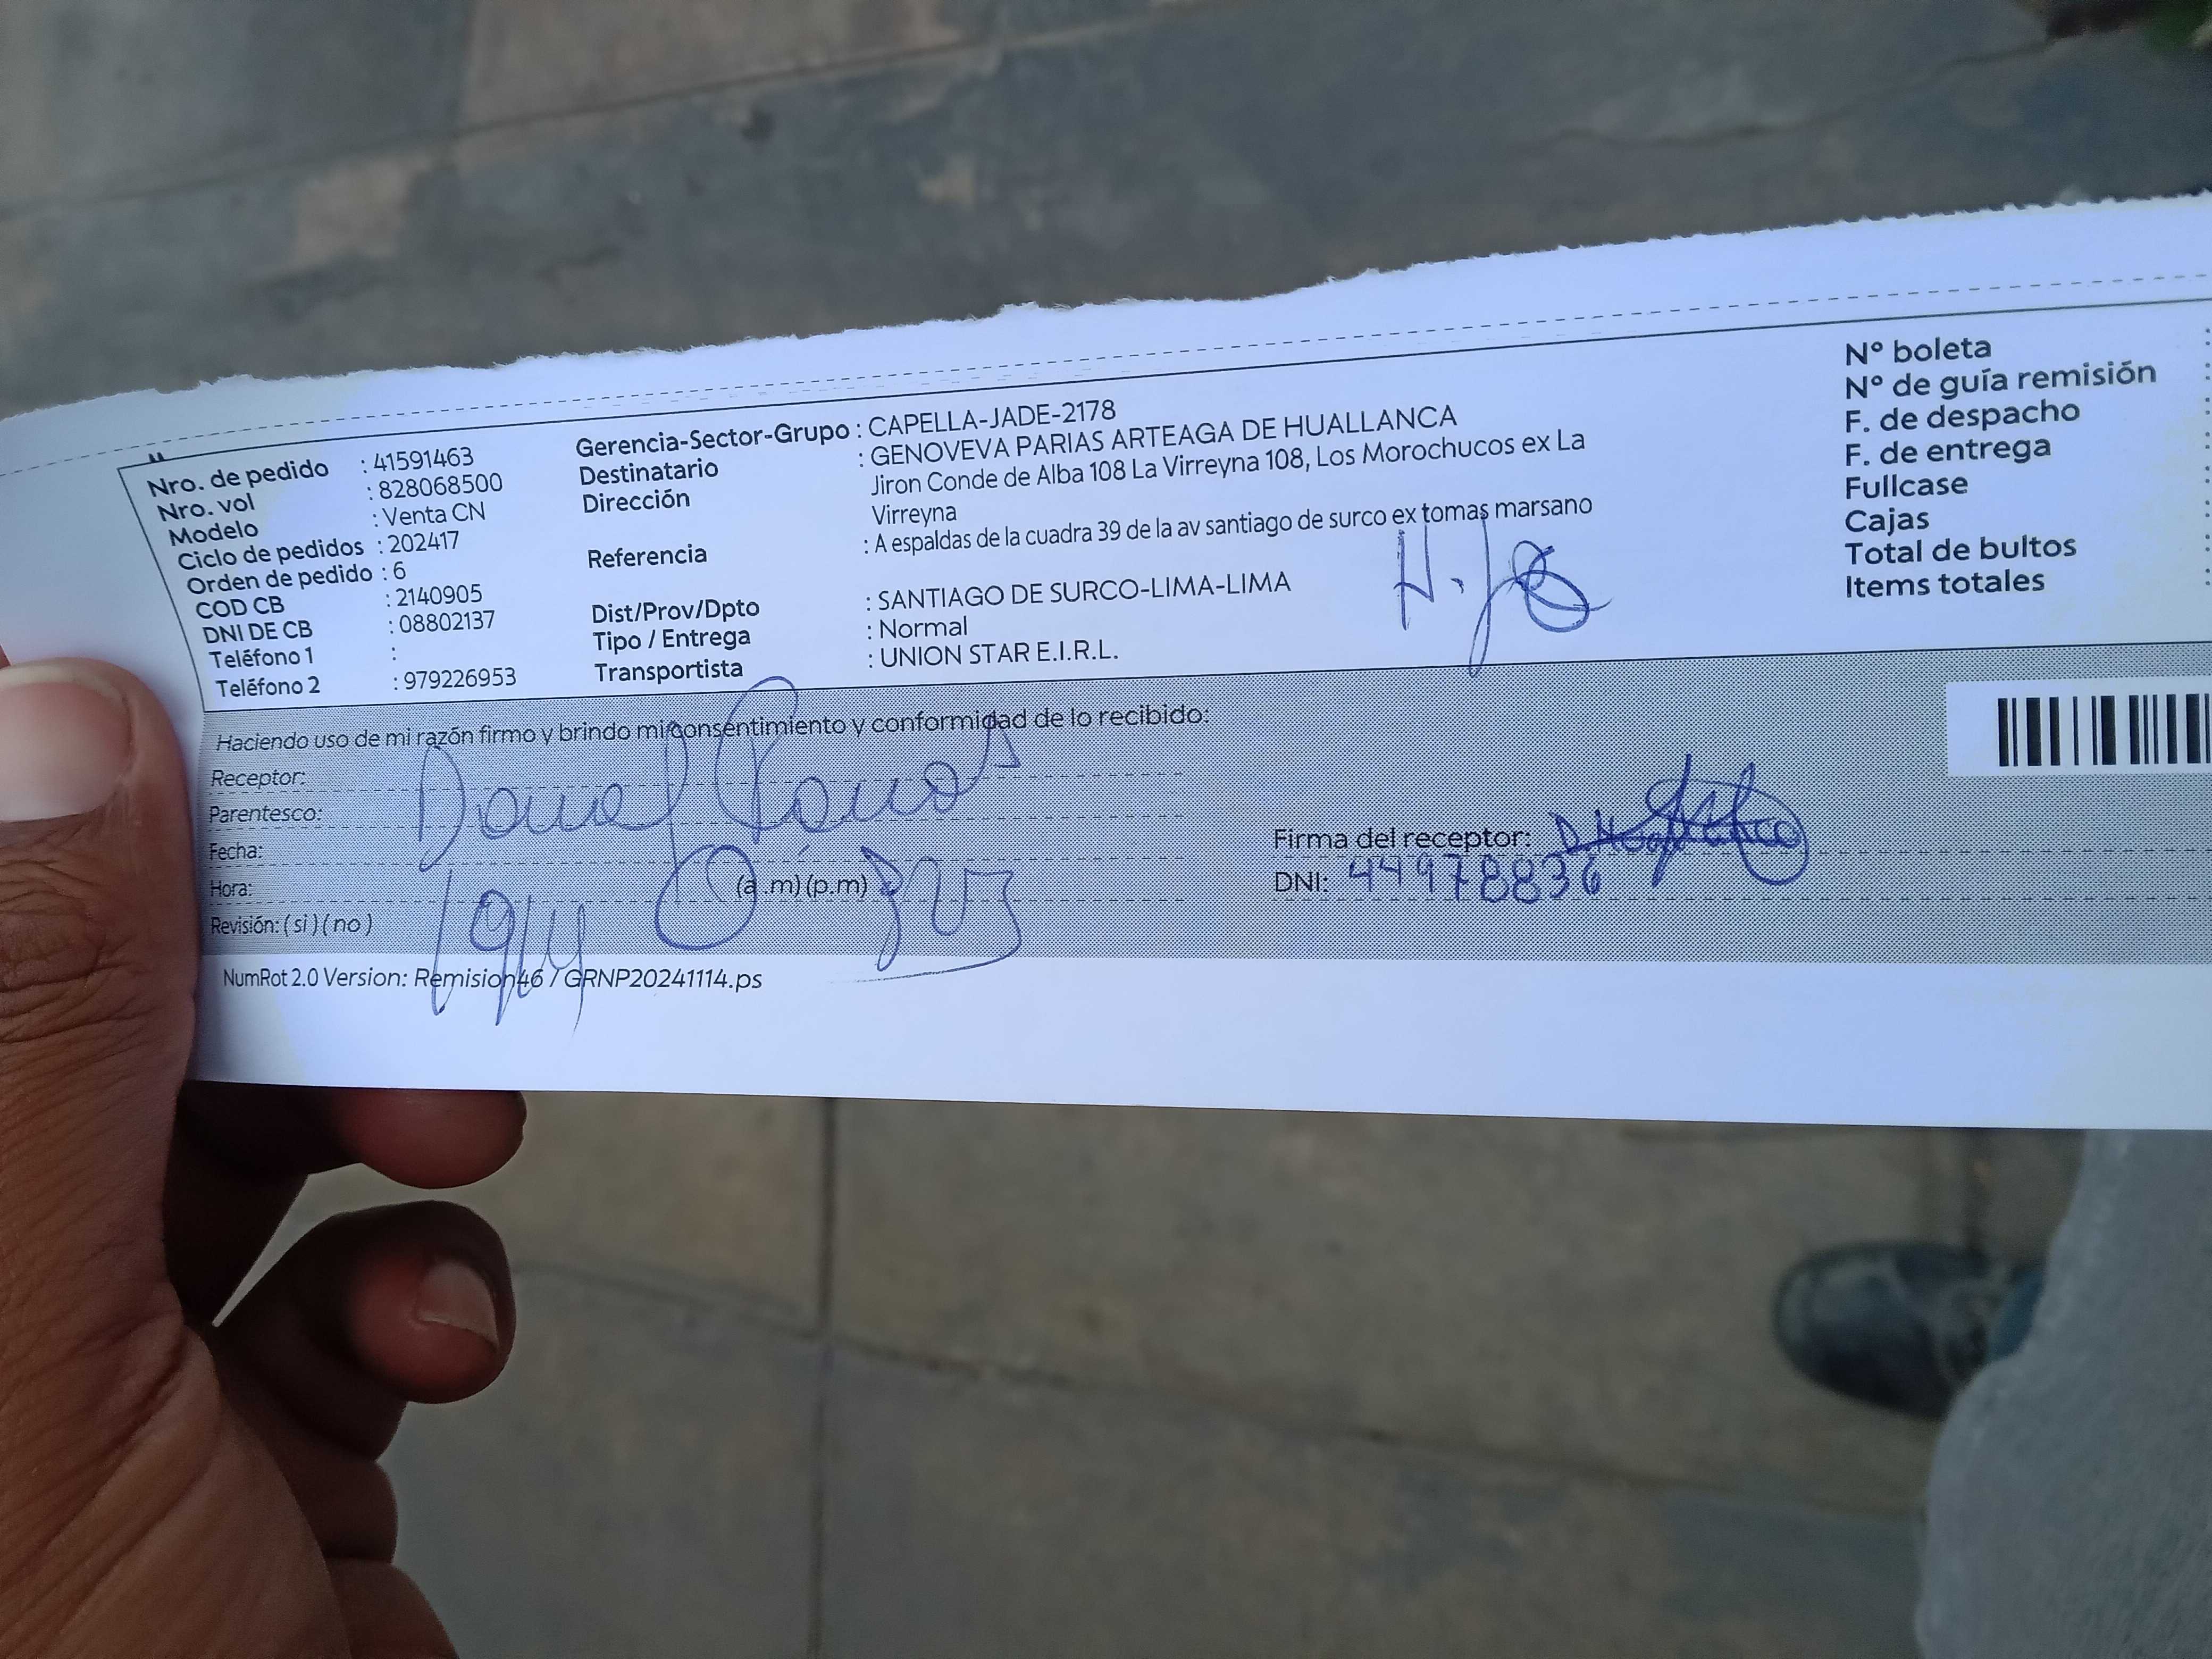 Nro. de pedido : 41591463
Nro. vol : 828068500
Modelo : Venta CN
Ciclo de pedidos : 202417
Orden de pedido : 6
COD CB : 2140905
DNI DE CB : 08802137
Teléfono 1 :
Teléfono 2 : 979226953
Gerencia-Sector-Grupo : CAPELLA-JADE-2178
Destinatario : GENOVEVA PARIAS ARTEAGA DE HUALLANCA
Dirección Jiron Conde de Alba 108 La Virreyna 108, Los Morochucos ex La
Virreyna
Referencia : A espaldas de la cuadra 39 de la av santiago de surco ex tomas marsano
Dist/Prov/Dpto : SANTIAGO DE SURCO-LIMA-LIMA
Tipo / Entrega : Normal
Transportista : UNION STAR E.I.R.L.
N° boleta
N° de guía remisión :
F. de despacho :
F. de entrega :
Fullcase :
Cajas :
Total de bultos :
Items totales :
Haciendo uso de mi razón firmo y brindo mi consentimiento y conformidad de lo recibido:
Receptor:
Parentesco:
Fecha:
Hora: (a .m) (p.m)
Revisión: ( si ) ( no )
Firma del receptor:
DNI: 44978836
NumRot 2.0 Version: Remision46 / GRNP20241114.ps